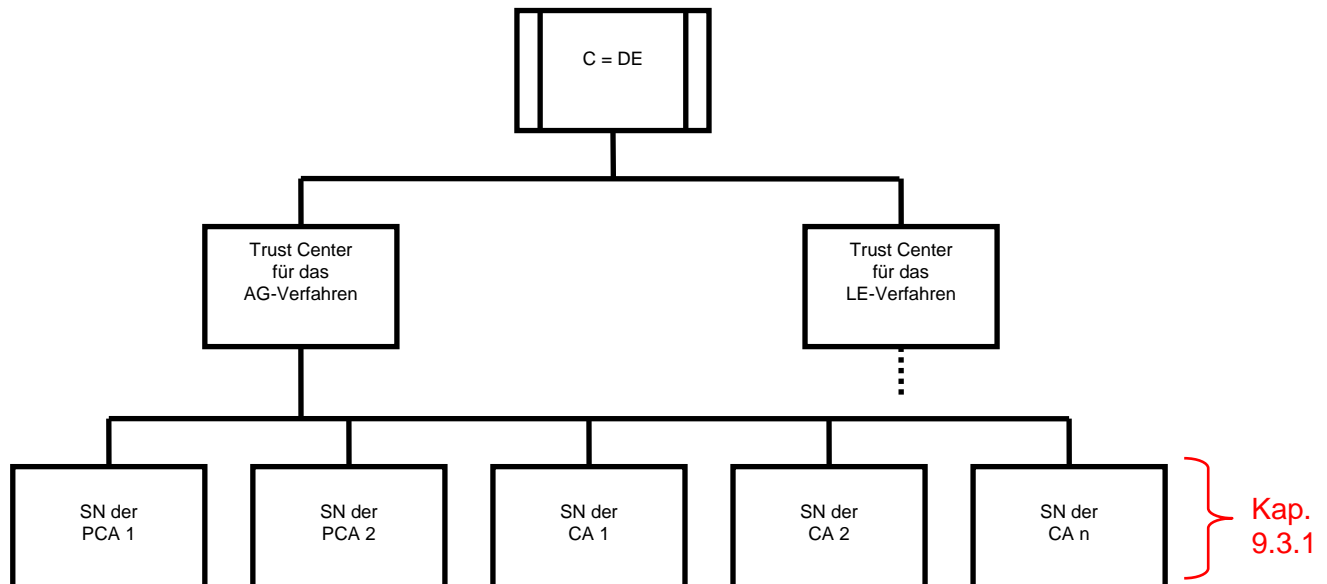 C = DE
Trust Center
für das
AG-Verfahren
Trust Center
für das
LE-Verfahren
SN der
PCA 1
SN der
PCA 2
SN der
CA 1
SN der
CA 2
SN der
CA n
Kap.
9.3.1